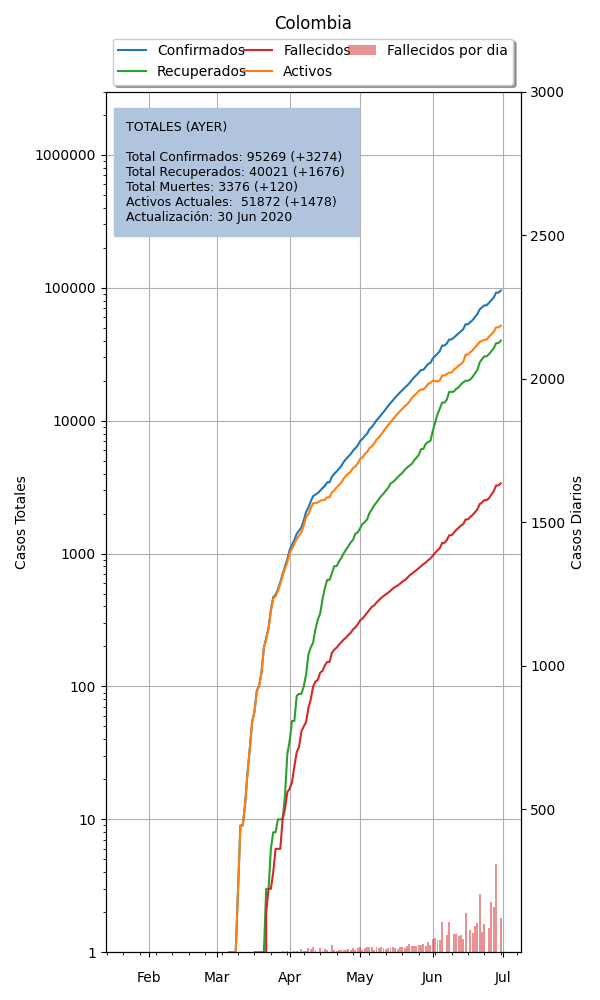 Colombia
Confirmados
Recuperados
Fallecidos
Activos
Fallecidos por dia
TOTALES (AYER)
Total Confirmados: 95269 (+3274)
Total Recuperados: 40021 (+1676)
Total Muertes: 3376 (+120)
Activos Actuales:  51872 (+1478)
Actualización: 30 Jun 2020
Casos Totales
1000000
100000
10000
1000
100
10
1
3000
2500
2000
1500
1000
500
Casos Diarios
Feb Mar Apr May Jun Jul